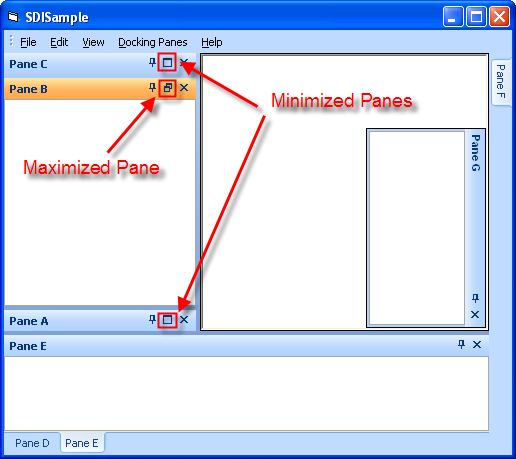 SDISample
File Edit View Docking Panes Help
Pane C
Pane B
Minimized Panes
Maximized Pane
Pane F
Pane G
Pane A
Pane E
Pane D Pane E